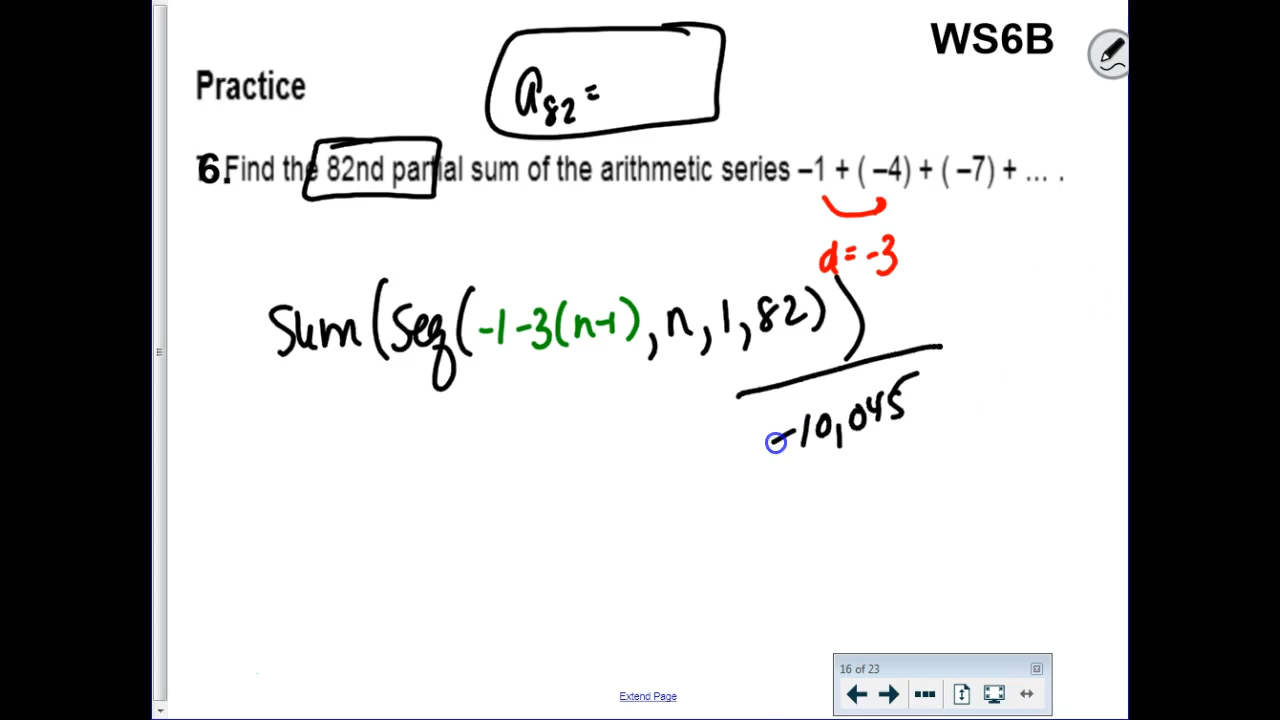 WS6B
Practice
a82 =
6. Find the 82nd partial sum of the arithmetic series –1 + ( –4) + ( –7) + ... .
d = -3
Sum(Seq(-1-3(n-1), n, 1, 82))
-10,045
16 of 23
Extend Page